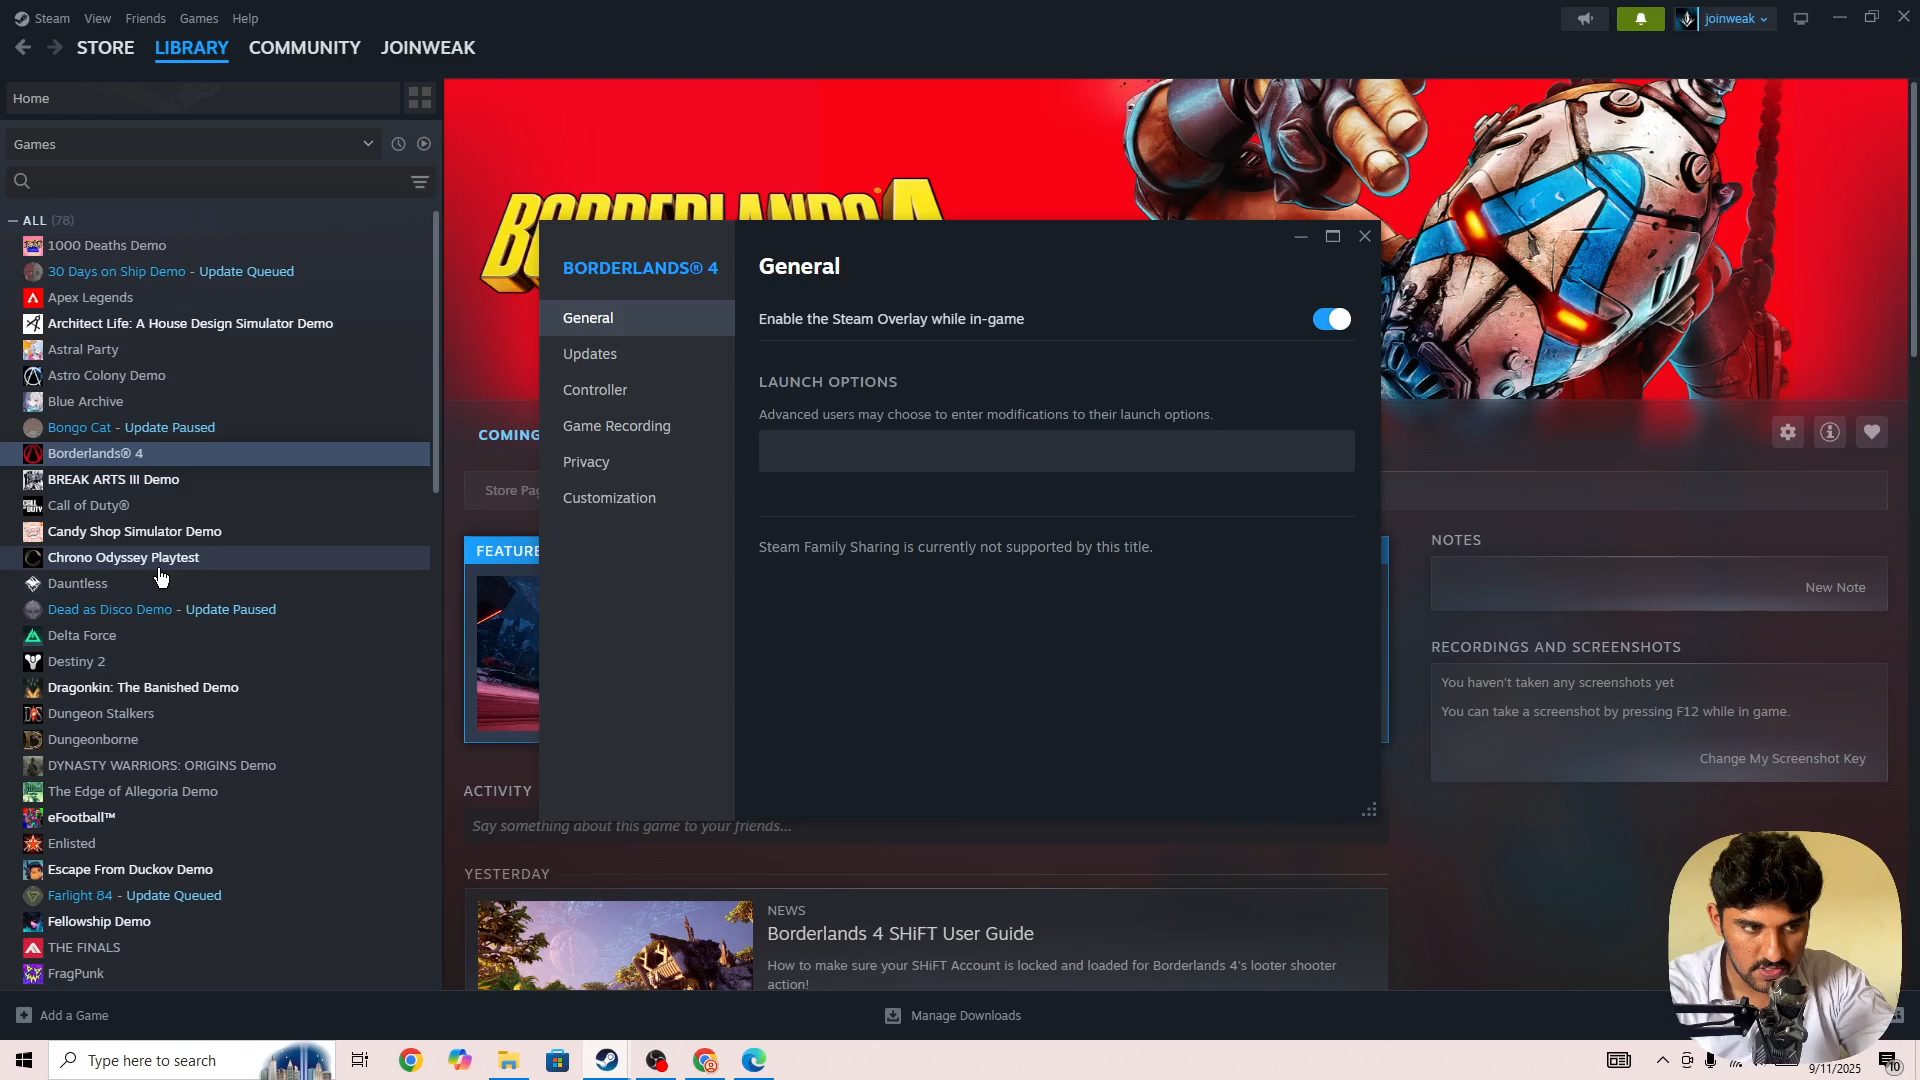 Steam View Friends Games Help
joinweak
STORE LIBRARY COMMUNITY JOINWEAK
Home
Games
ALL (78)
1000 Deaths Demo
30 Days on Ship Demo - Update Queued
Apex Legends
Architect Life: A House Design Simulator Demo
Astral Party
Astro Colony Demo
Blue Archive
Bongo Cat - Update Paused
Borderlands® 4
BREAK ARTS III Demo
Call of Duty®
Candy Shop Simulator Demo
Chrono Odyssey Playtest
Dauntless
Dead as Disco Demo - Update Paused
Delta Force
Destiny 2
Dragonkin: The Banished Demo
Dungeon Stalkers
Dungeonborne
DYNASTY WARRIORS: ORIGINS Demo
The Edge of Allegoria Demo
eFootball™
Enlisted
Escape From Duckov Demo
Farlight 84 - Update Queued
Fellowship Demo
THE FINALS
FragPunk
Add a Game
BORDERLANDS 4
COMING
Store Pag
FEATURE
BORDERLANDS® 4
General
Updates
Controller
Game Recording
Privacy
Customization
General
Enable the Steam Overlay while in-game
LAUNCH OPTIONS
Advanced users may choose to enter modifications to their launch options.
Steam Family Sharing is currently not supported by this title.
NOTES
New Note
RECORDINGS AND SCREENSHOTS
You haven't taken any screenshots yet
You can take a screenshot by pressing F12 while in game.
Change My Screenshot Key
ACTIVITY
Say something about this game to your friends...
YESTERDAY
NEWS
Borderlands 4 SHiFT User Guide
How to make sure your SHiFT Account is locked and loaded for Borderlands 4's looter shooter
action!
Manage Downloads
Type here to search
9/11/2025
10